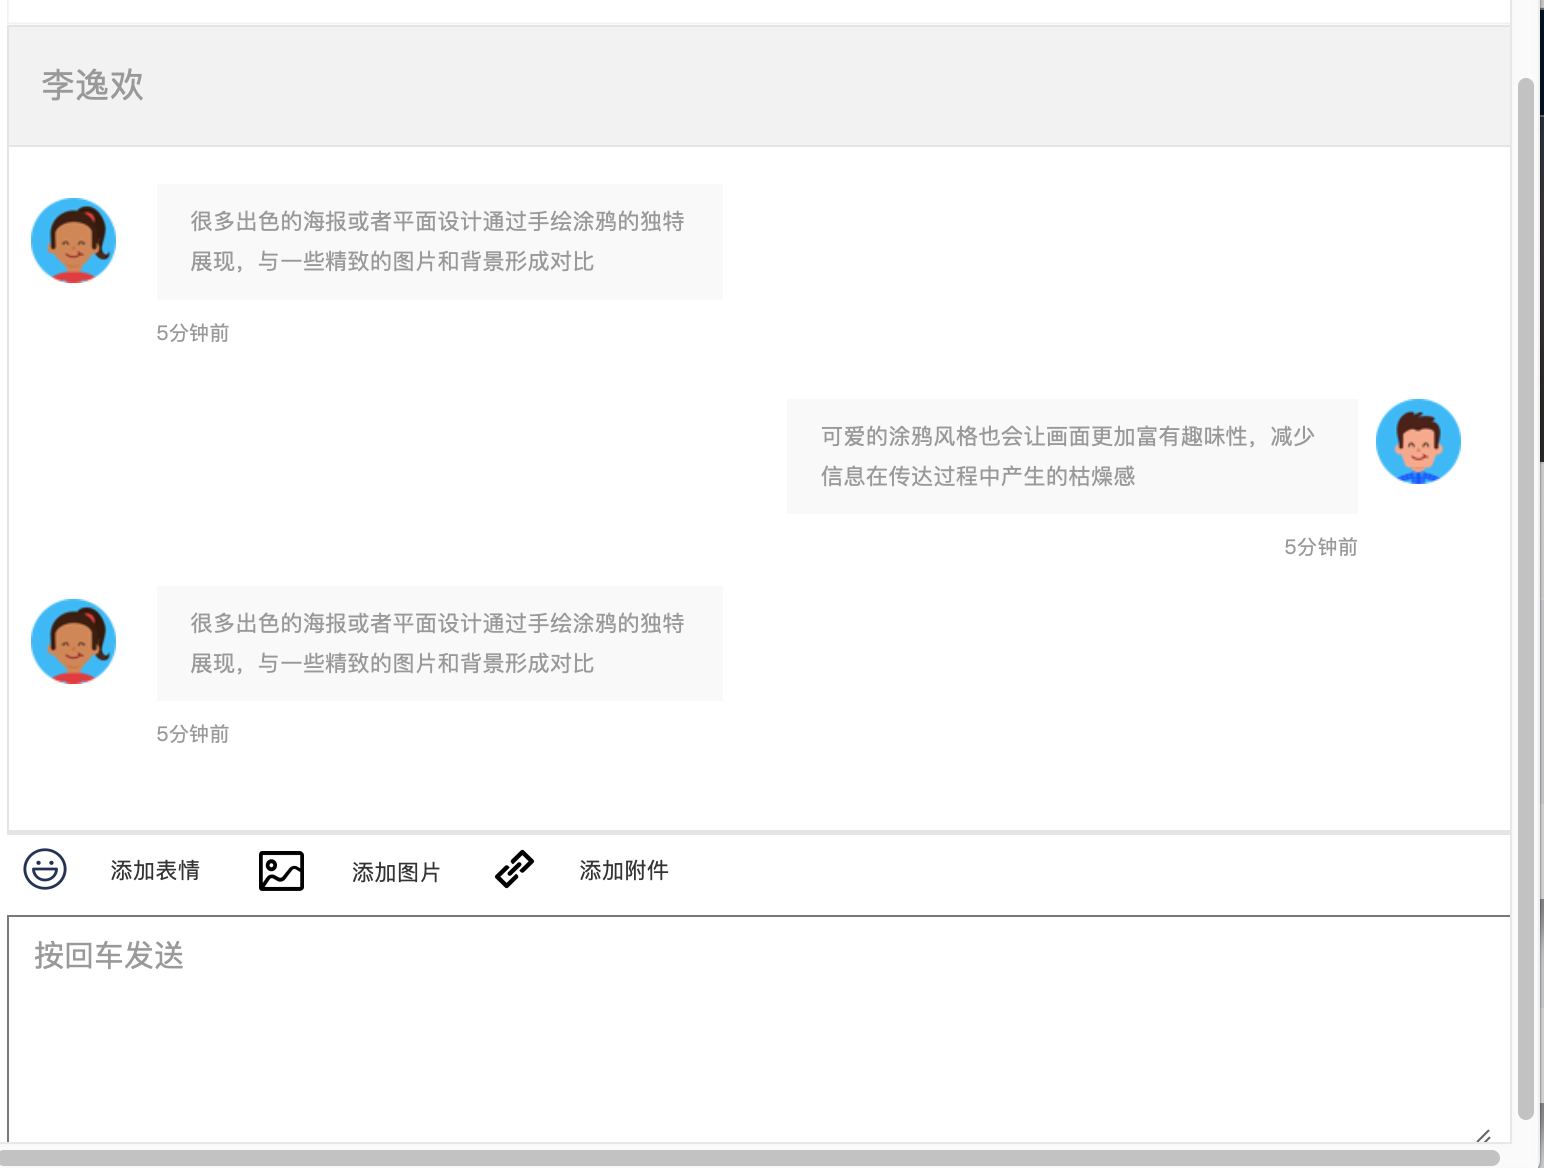 李逸欢
很多出色的海报或者平面设计通过手绘涂鸦的独特
展现，与一些精致的图片和背景形成对比
5分钟前
可爱的涂鸦风格也会让画面更加富有趣味性，减少
信息在传达过程中产生的枯燥感
5分钟前
很多出色的海报或者平面设计通过手绘涂鸦的独特
展现，与一些精致的图片和背景形成对比
5分钟前
添加表情 添加图片 添加附件
按回车发送